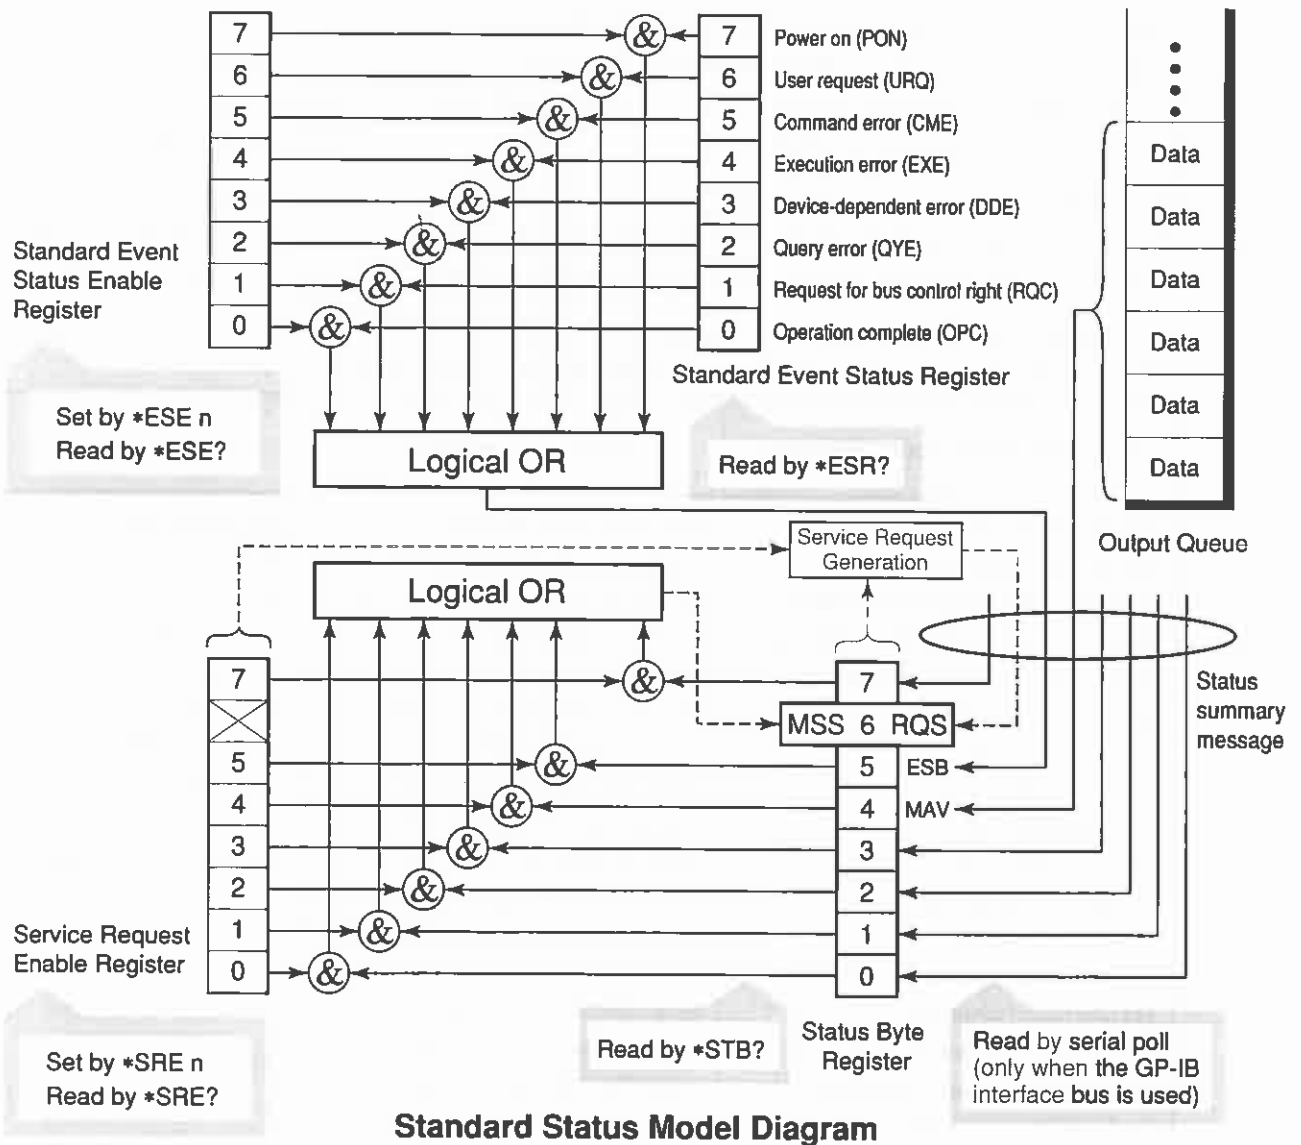 7 & 7 Power on (PON)
6 & 6 User request (URQ)
5 & 5 Command error (CME)
4 & 4 Execution error (EXE)
3 & 3 Device-dependent error (DDE)
2 & 2 Query error (QYE)
1 & 1 Request for bus control right (RQC)
0 & 0 Operation complete (OPC)
Standard Event
Status Enable
Register
Standard Event Status Register
Set by *ESE n
Read by *ESE?
Logical OR
Read by *ESR?
Data
Data
Data
Data
Data
Data
Output Queue
Service Request
Generation
Logical OR
7 & 7
MSS 6 RQS
5 & 5 ESB
4 & 4 MAV
3 & 3
2 & 2
1 & 1
0 & 0
Status
summary
message
Service Request
Enable Register
Set by *SRE n
Read by *SRE?
Read by *STB?
Status Byte
Register
Read by serial poll
(only when the GP-IB
interface bus is used)
Standard Status Model Diagram